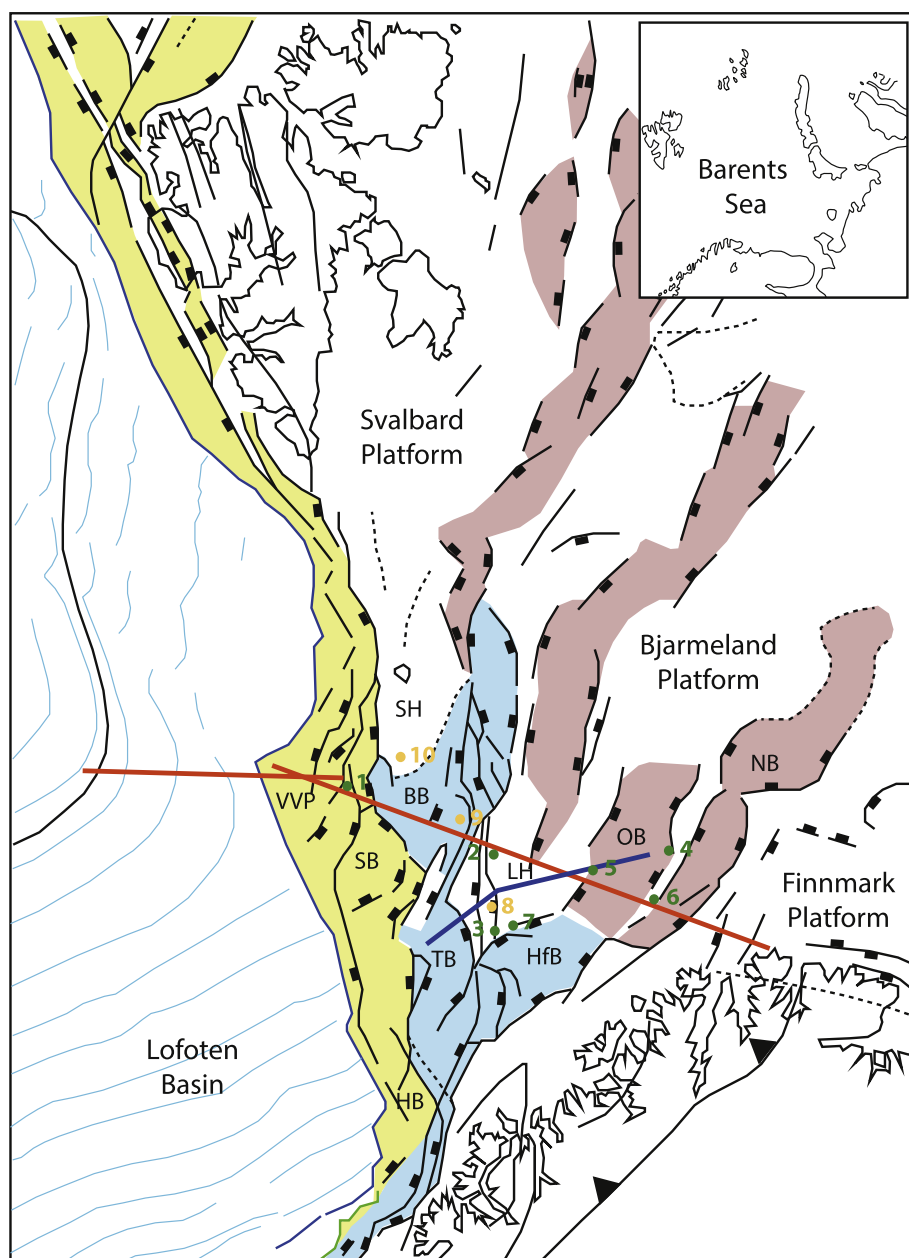 Barents
Sea
Svalbard
Platform
Bjarmeland
Platform
SH
10
NB
1
VVP
BB
9
OB
2
4
SB
LH
5
Finnmark
Platform
6
8
7
3
TB
HfB
Lofoten
Basin
HB